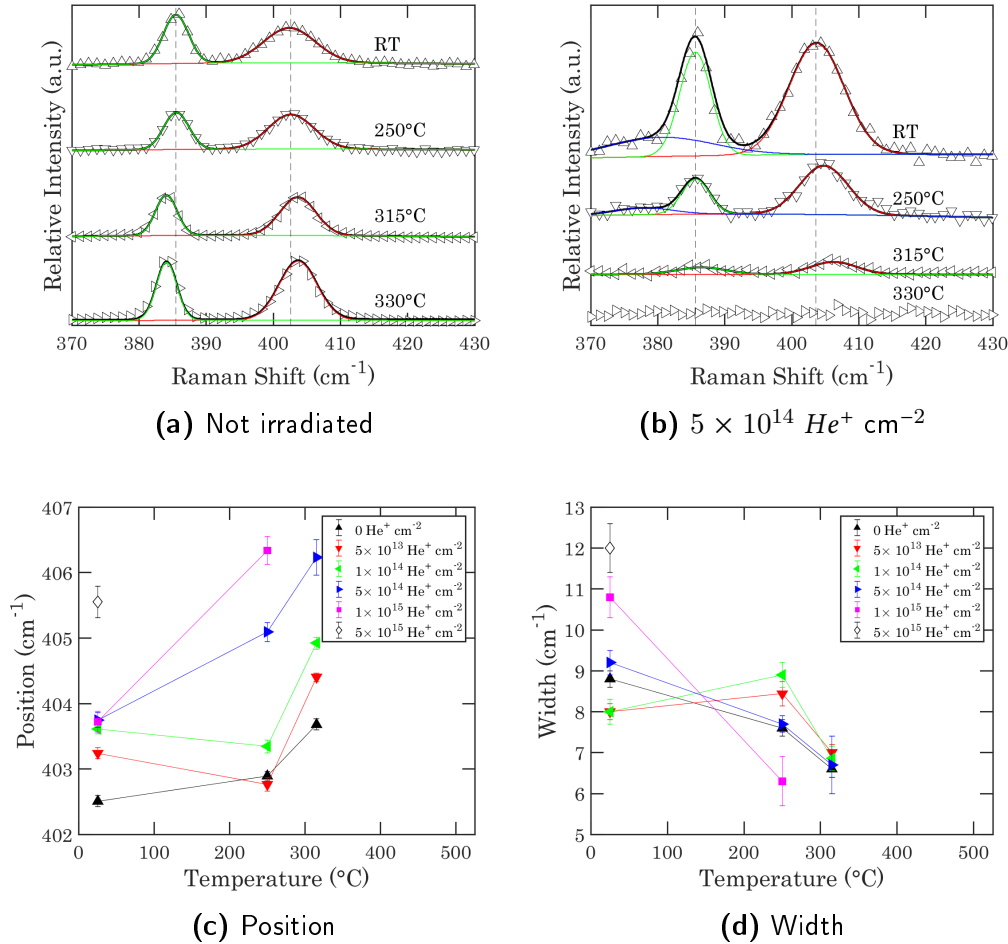 Relative Intensity (a.u.)
RT
250°C
315°C
330°C
370 380 390 400 410 420 430
Raman Shift (cm⁻¹)
(a) Not irradiated
Relative Intensity (a.u.)
RT
250°C
315°C
330°C
370 380 390 400 410 420 430
Raman Shift (cm⁻¹)
(b) 5 × 10¹⁴ He⁺ cm⁻²
Position (cm⁻¹)
407
406
405
404
403
402
0 He⁺ cm⁻²
5× 10¹³ He⁺ cm⁻²
1× 10¹⁴ He⁺ cm⁻²
5× 10¹⁴ He⁺ cm⁻²
1× 10¹⁵ He⁺ cm⁻²
5× 10¹⁵ He⁺ cm⁻²
0 100 200 300 400 500
Temperature (°C)
(c) Position
Width (cm⁻¹)
13
12
11
10
9
8
7
6
5
0 He⁺ cm⁻²
5× 10¹³ He⁺ cm⁻²
1× 10¹⁴ He⁺ cm⁻²
5× 10¹⁴ He⁺ cm⁻²
1× 10¹⁵ He⁺ cm⁻²
5× 10¹⁵ He⁺ cm⁻²
0 100 200 300 400 500
Temperature (°C)
(d) Width